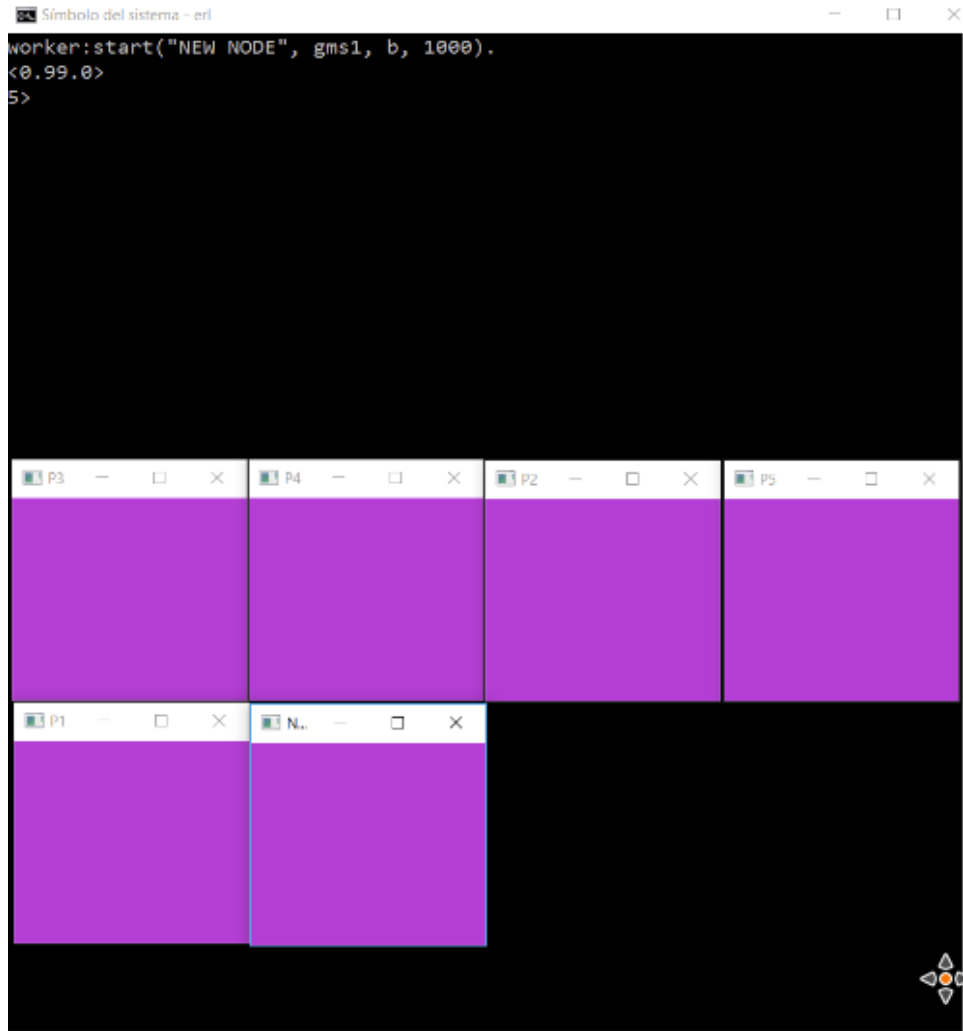 Símbolo del sistema - erl
worker:start("NEW NODE", gms1, b, 1000).
<0.99.0>
5>
P3
P4
P2
P5
P1
N...